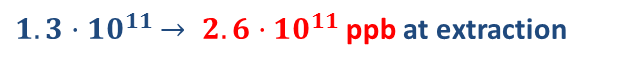 1.3 · 10¹¹ → 2.6 · 10¹¹ ppb at extraction